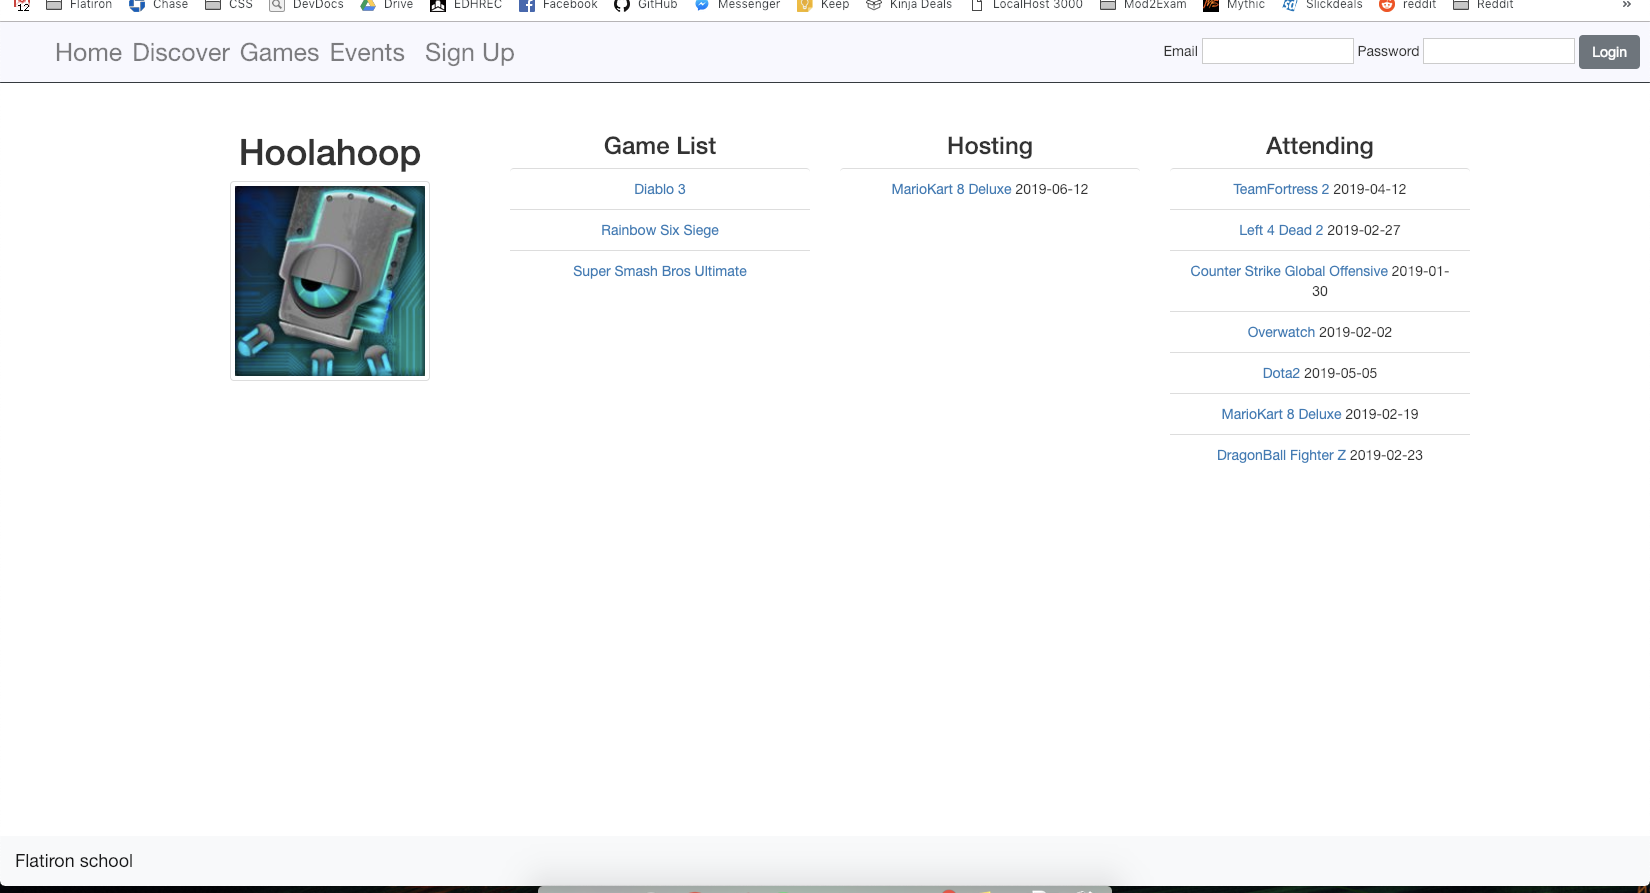 12 Flatiron Chase CSS DevDocs Drive EDHREC Facebook GitHub Messenger Keep Kinja Deals LocalHost 3000 Mod2Exam Mythic Slickdeals reddit Reddit »
Home Discover Games Events Sign Up Email Password Login
Hoolahoop
Game List
Diablo 3
Rainbow Six Siege
Super Smash Bros Ultimate
Hosting
MarioKart 8 Deluxe 2019-06-12
Attending
TeamFortress 2 2019-04-12
Left 4 Dead 2 2019-02-27
Counter Strike Global Offensive 2019-01-
30
Overwatch 2019-02-02
Dota2 2019-05-05
MarioKart 8 Deluxe 2019-02-19
DragonBall Fighter Z 2019-02-23
Flatiron school